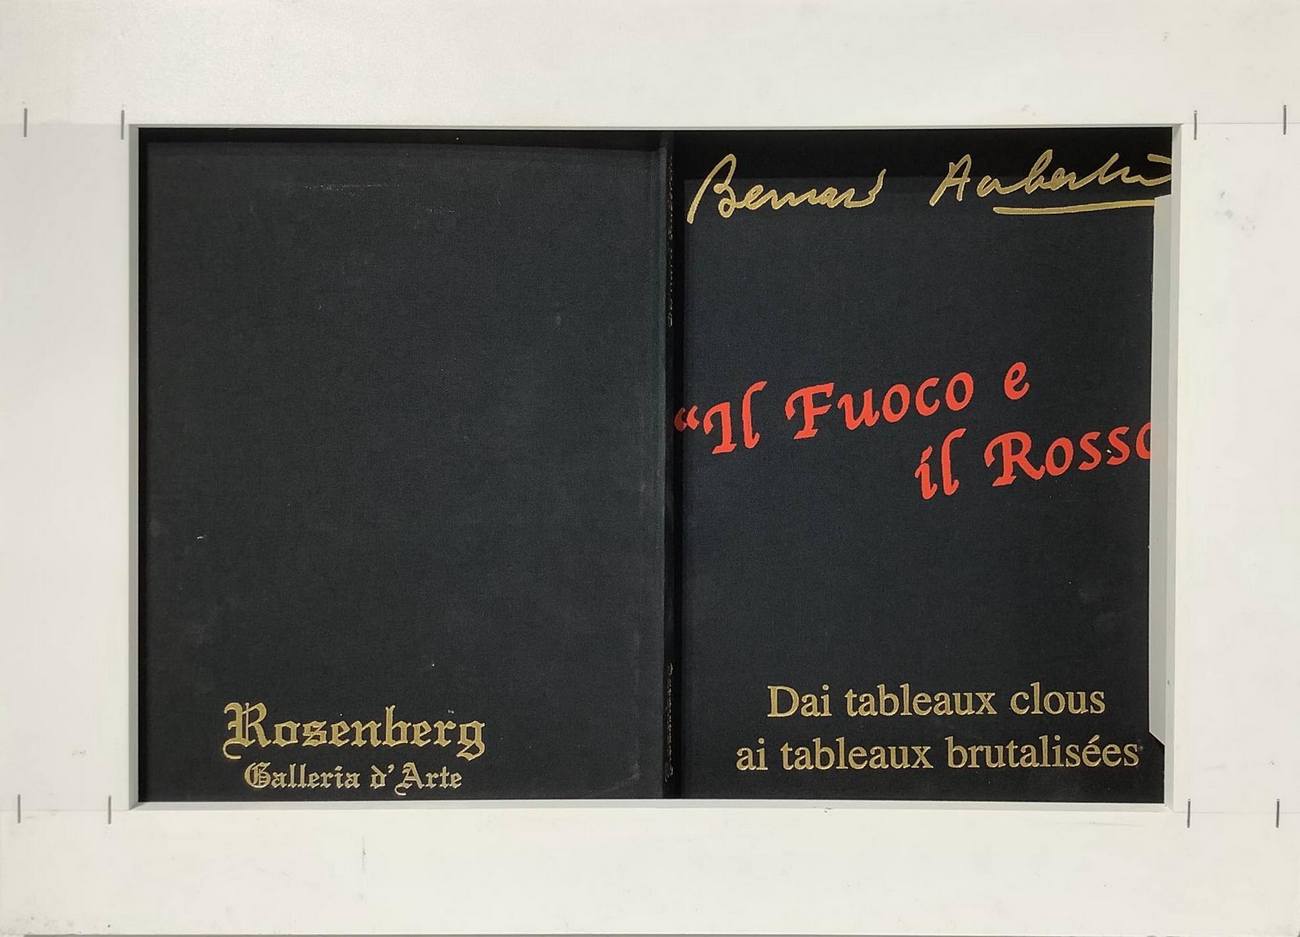 Rosenberg
Galleria d'Arte
Bernard Aubertin
“Il Fuoco e
il Rosso
Dai tableaux clous
ai tableaux brutalisées